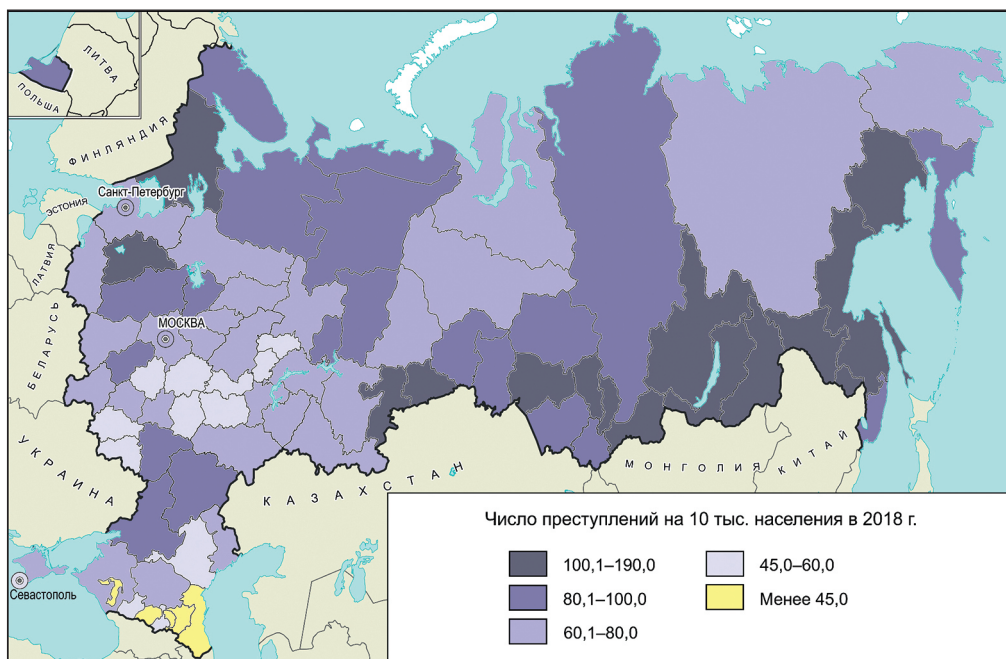 ЛИТВА
ПОЛЬША
ФИНЛЯНДИЯ
Санкт-Петербург
ЭСТОНИЯ
ЛАТВИЯ
МОСКВА
БЕЛАРУСЬ
УКРАИНА
КАЗАХСТАН
МОНГОЛИЯ
КИТАЙ
Севастополь
Число преступлений на 10 тыс. населения в 2018 г.
100,1–190,0
80,1–100,0
60,1–80,0
45,0–60,0
Менее 45,0